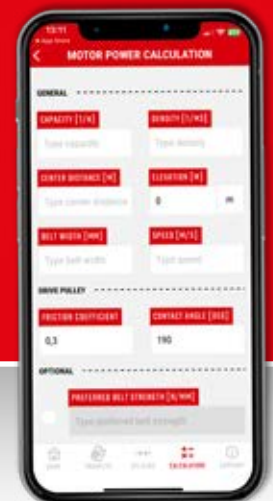 13:11
App Store
MOTOR POWER CALCULATION
GENERAL
CAPACITY [T/H] DENSITY [T/M3]
Type capacity Type density
CENTER DISTANCE [M] ELEVATION [M]
Type center distance 0 m
BELT WIDTH [MM] SPEED [M/S]
Type belt width Type speed
DRIVE PULLEY
FRICTION COEFFICIENT CONTACT ANGLE [DEG]
0,3 190
OPTIONAL
PREFERRED BELT STRENGTH [N/MM]
Type preferred belt strength
CALCULATION